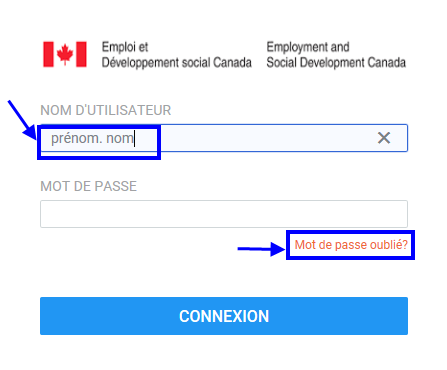 Emploi et
Développement social Canada
Employment and
Social Development Canada
NOM D'UTILISATEUR
prénom. nom
MOT DE PASSE
Mot de passe oublié?
CONNEXION